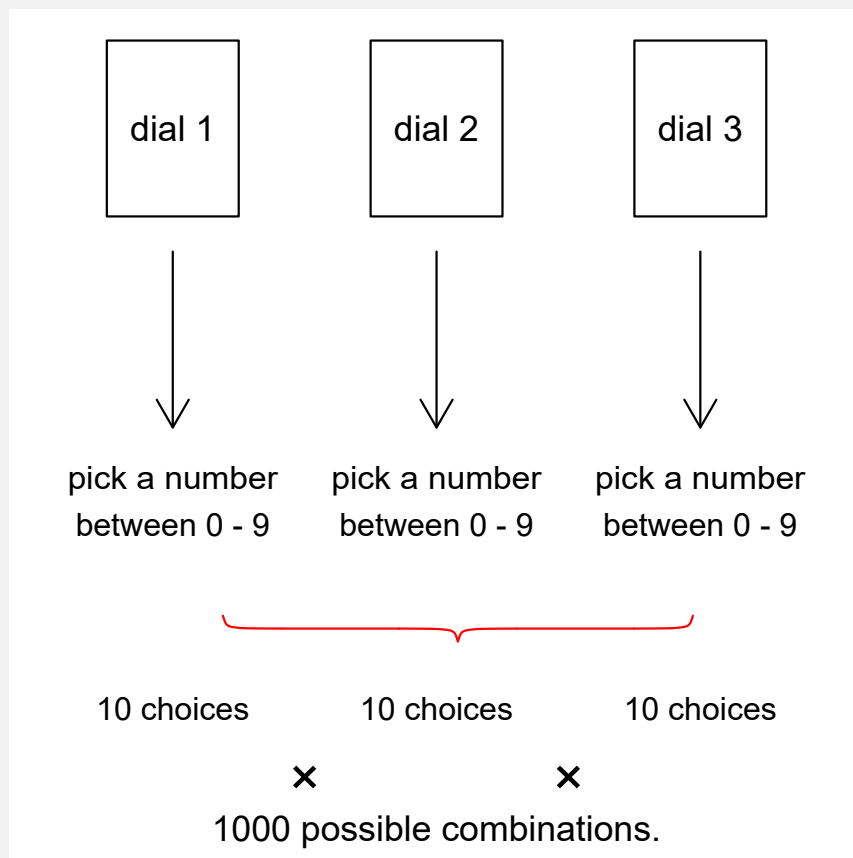 dial 1 dial 2 dial 3
pick a number pick a number pick a number
between 0 - 9 between 0 - 9 between 0 - 9
10 choices 10 choices 10 choices
× ×
1000 possible combinations.